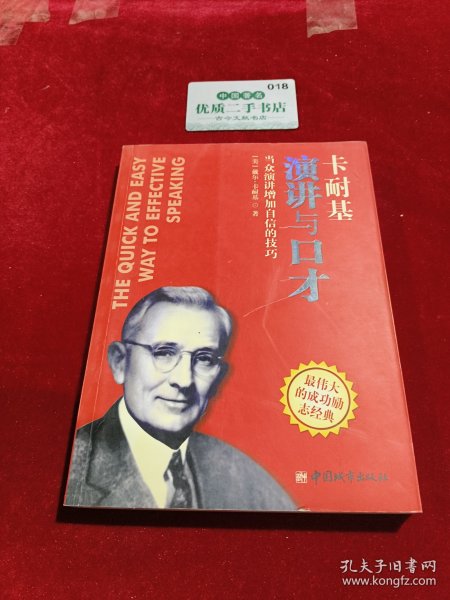 018
中国著名
优质二手书店
古今文献书店
卡耐基
演讲与口才
当众演讲增加自信的技巧
[美] 戴尔·卡耐基 ◎ 著
THE QUICK AND EASY
WAY TO EFFECTIVE
SPEAKING
最伟大
的成功励
志经典
中国城市出版社
孔夫子旧书网
www.kongfz.com